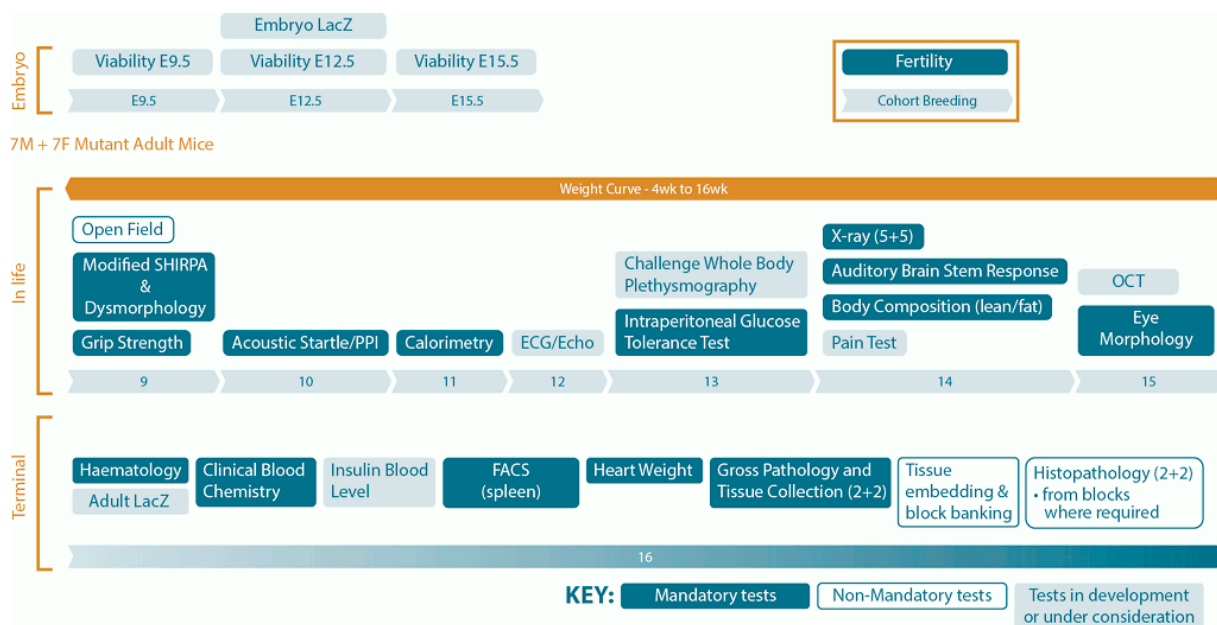 Embryo LacZ
Embryo
Viability E9.5
Viability E12.5
Viability E15.5
Fertility
E9.5
E12.5
E15.5
Cohort Breeding
7M + 7F Mutant Adult Mice
In life
Weight Curve - 4wk to 16wk
Open Field
Modified SHIRPA
&
Dysmorphology
Grip Strength
Acoustic Startle/PPI
Calorimetry
ECG/Echo
Challenge Whole Body
Plethysmography
Intraperitoneal Glucose
Tolerance Test
X-ray (5+5)
Auditory Brain Stem Response
Body Composition (lean/fat)
Pain Test
OCT
Eye
Morphology
9
10
11
12
13
14
15
Terminal
Haematology
Adult LacZ
Clinical Blood
Chemistry
Insulin Blood
Level
FACS
(spleen)
Heart Weight
Gross Pathology and
Tissue Collection (2+2)
Tissue
embedding &
block banking
Histopathology (2+2)
• from blocks
where required
16
KEY:
Mandatory tests
Non-Mandatory tests
Tests in development
or under consideration